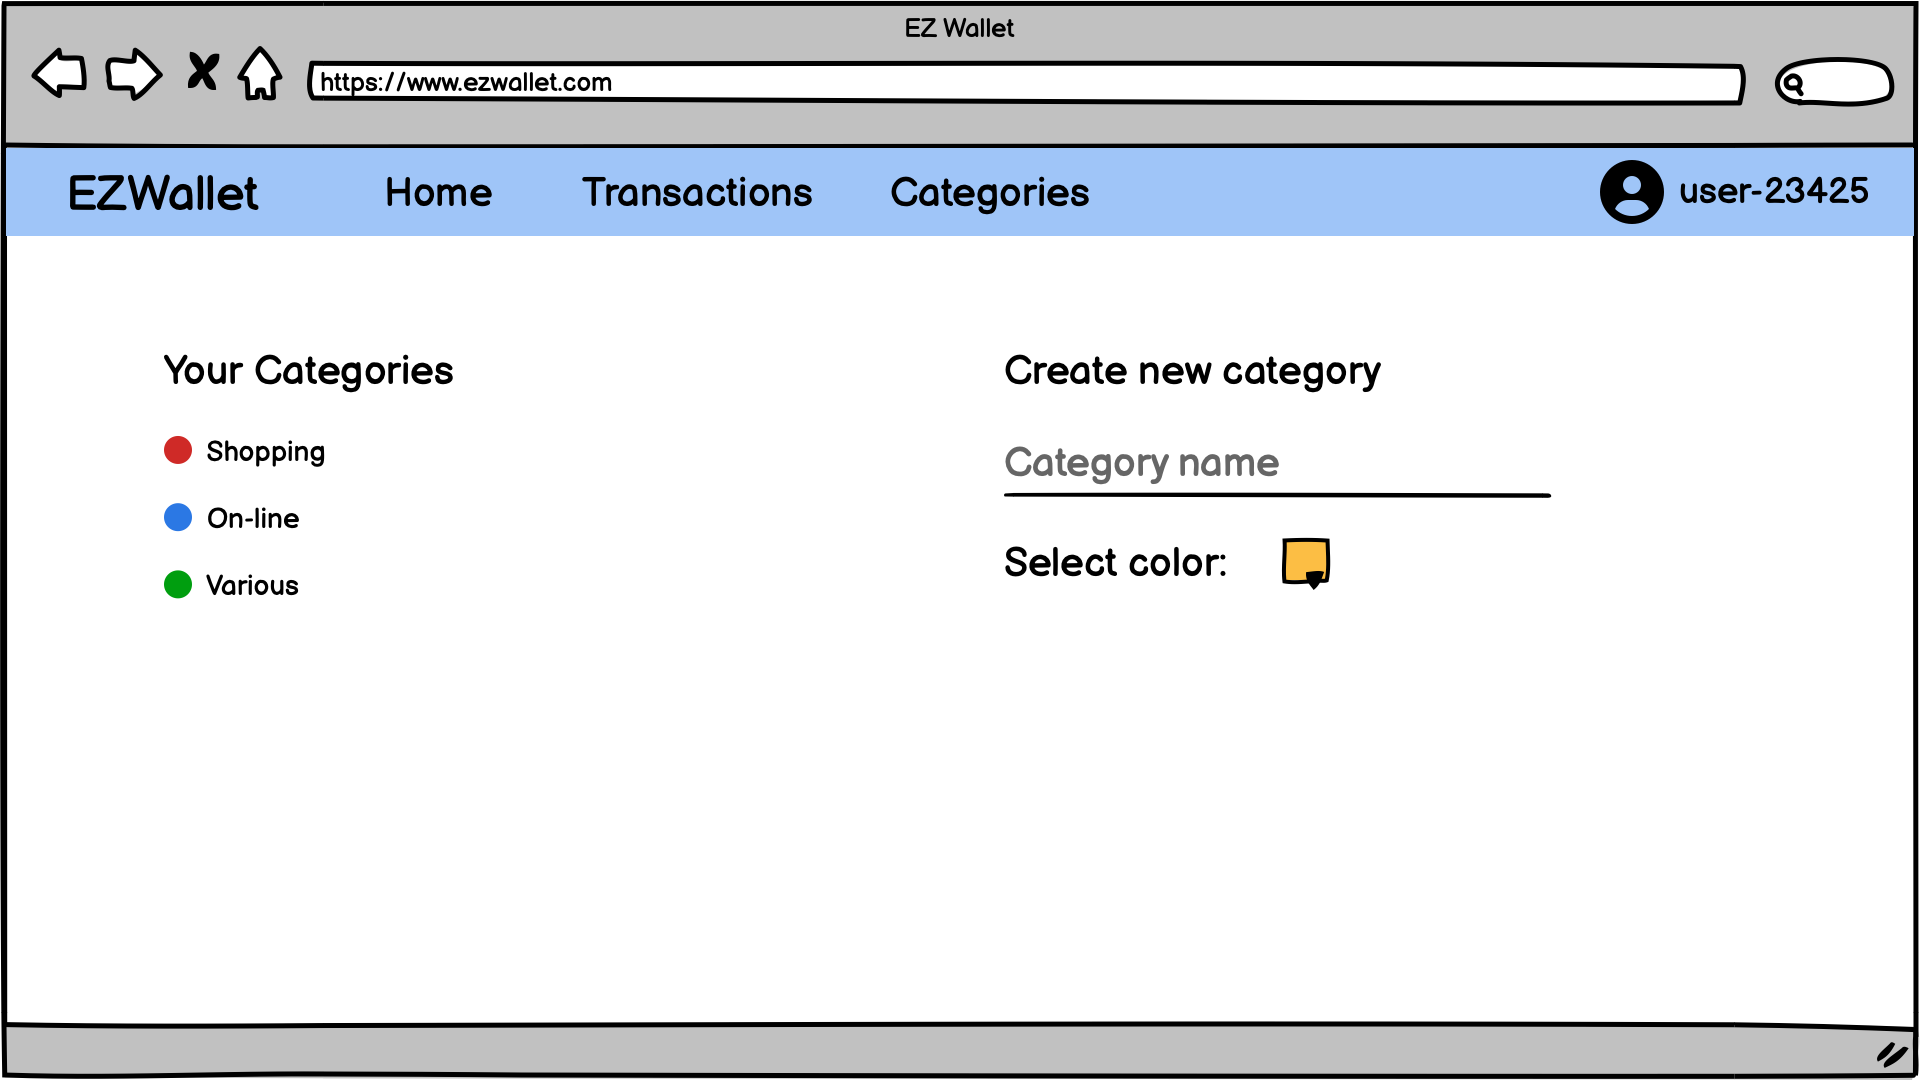 EZ Wallet
https://www.ezwallet.com
EZWallet Home Transactions Categories user-23425
Your Categories
Shopping
On-line
Various
Create new category
Category name
Select color: